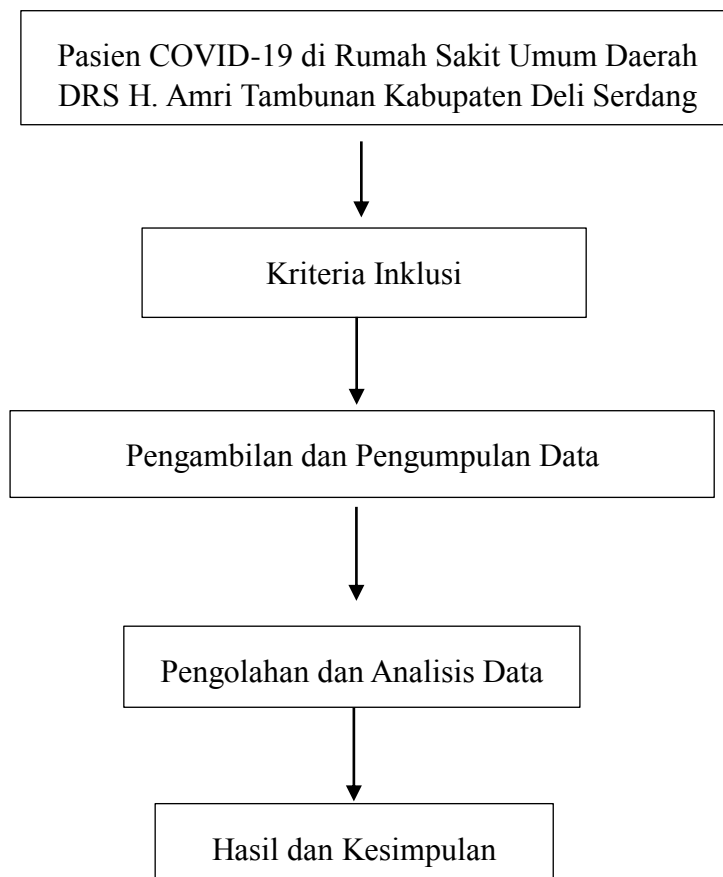 Pasien COVID-19 di Rumah Sakit Umum Daerah
DRS H. Amri Tambunan Kabupaten Deli Serdang
Kriteria Inklusi
Pengambilan dan Pengumpulan Data
Pengolahan dan Analisis Data
Hasil dan Kesimpulan